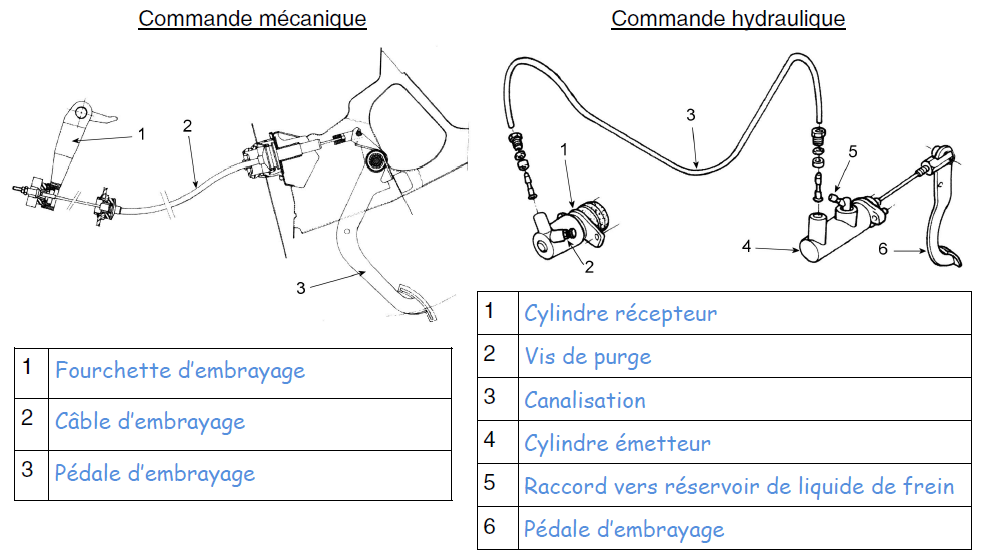 Commande mécanique
1
2
3
1 Fourchette d'embrayage
2 Câble d'embrayage
3 Pédale d'embrayage
Commande hydraulique
3
1
5
4
6
2
1 Cylindre récepteur
2 Vis de purge
3 Canalisation
4 Cylindre émetteur
5 Raccord vers réservoir de liquide de frein
6 Pédale d'embrayage